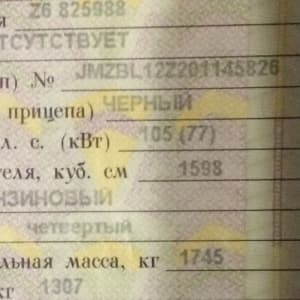 Z6 825988
я
ТСУТСТВУЕТ
п) № JMZBL12Z201145826
прицепа) ЧЕРНЫЙ
л. с. (кВт) 105 (77)
теля, куб. см 1598
НЗИНОВЫЙ
четвертый
льная масса, кг 1745
кг 1307